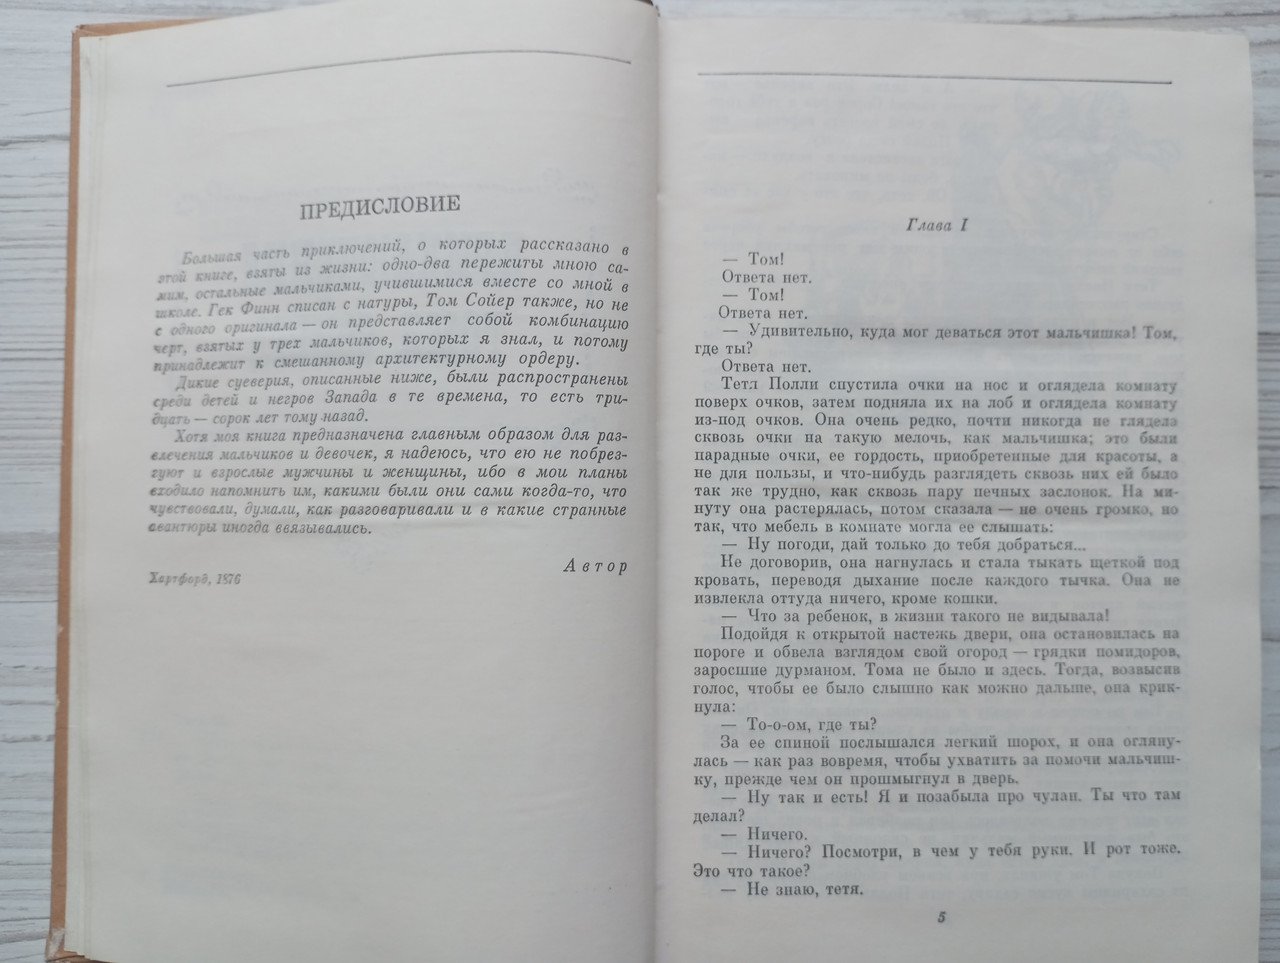 ПРЕДИСЛОВИЕ
Большая часть приключений, о которых рассказано в
этой книге, взяты из жизни: одно-два пережиты мною са-
мим, остальные мальчиками, учившимися вместе со мной в
школе. Гек Финн списан с натуры, Том Сойер также, но не
с одного оригинала — он представляет собой комбинацию
черт, взятых у трех мальчиков, которых я знал, и потому
принадлежит к смешанному архитектурному ордеру.
Дикие суеверия, описанные ниже, были распространены
среди детей и негров Запада в те времена, то есть три-
дцать — сорок лет тому назад.
Хотя моя книга предназначена главным образом для раз-
влечения мальчиков и девочек, я надеюсь, что ею не побрез-
гуют и взрослые мужчины и женщины, ибо в мои планы
входило напомнить им, какими были они сами когда-то, что
чувствовали, думали, как разговаривали и в какие странные
авантюры иногда ввязывались.
Автор
Хартфорд, 1876
Глава I
— Том!
Ответа нет.
— Том!
Ответа нет.
— Удивительно, куда мог деваться этот мальчишка! Том,
где ты?
Ответа нет.
Тетя Полли спустила очки на нос и оглядела комнату
поверх очков, затем подняла их на лоб и оглядела комнату
из-под очков. Она очень редко, почти никогда не глядела
сквозь очки на такую мелочь, как мальчишка; это были
парадные очки, ее гордость, приобретенные для красоты, а
не для пользы, и что-нибудь разглядеть сквозь них ей было
так же трудно, как сквозь пару печных заслонок. На ми-
нуту она растерялась, потом сказала — не очень громко, но
так, что мебель в комнате могла ее слышать:
— Ну погоди, дай только до тебя добраться...
Не договорив, она нагнулась и стала тыкать щеткой под
кровать, переводя дыхание после каждого тычка. Она не
извлекла оттуда ничего, кроме кошки.
— Что за ребенок, в жизни такого не видывала!
Подойдя к открытой настежь двери, она остановилась на
пороге и обвела взглядом свой огород — грядки помидоров,
заросшие дурманом. Тома не было и здесь. Тогда, возвысив
голос, чтобы ее было слышно как можно дальше, она крик-
нула:
— То-о-ом, где ты?
За ее спиной послышался легкий шорох, и она огляну-
лась — как раз вовремя, чтобы ухватить за помочи мальчиш-
ку, прежде чем он прошмыгнул в дверь.
— Ну так и есть! Я и позабыла про чулан. Ты что там
делал?
— Ничего.
— Ничего? Посмотри, в чем у тебя руки. И рот тоже.
Это что такое?
— Не знаю, тетя.
5